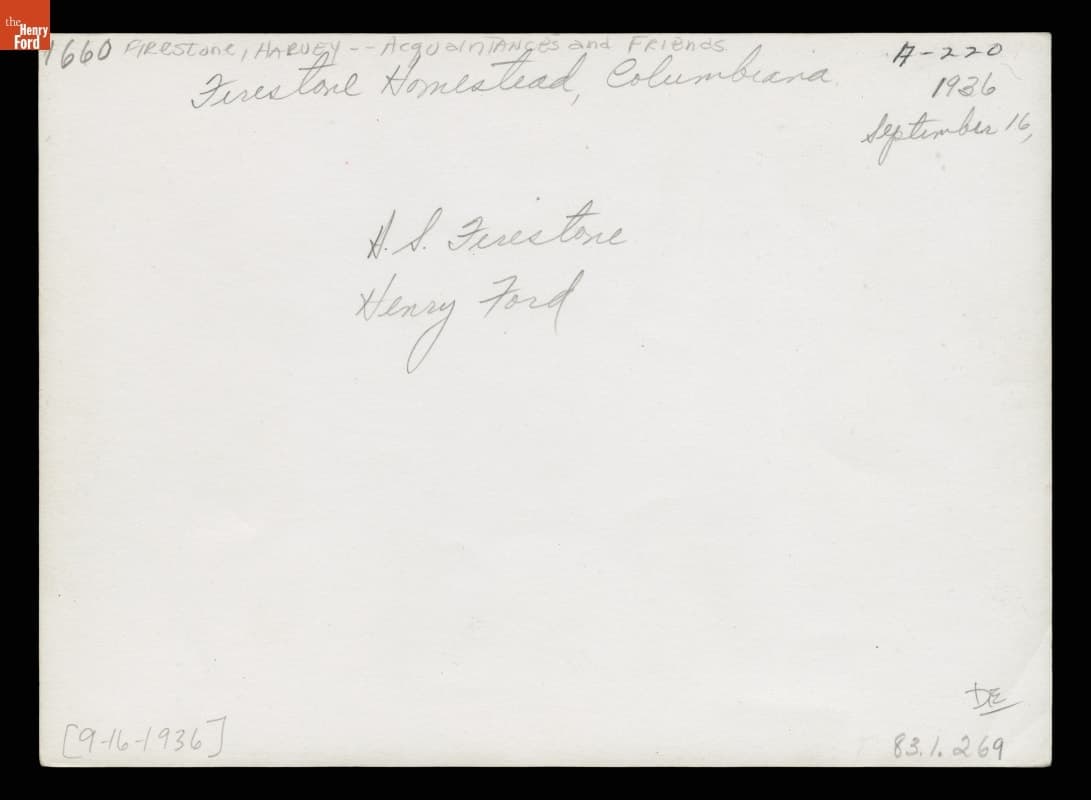 the
Henry
Ford
1660 FIREstone, HARVEY -- AcquainTANCES and FRIEnds
A-220
Firestone Homestead, Columbiana
1936
September 16,
H. S. Firestone
Henry Ford
DE
[9-16-1936]
83.1.269